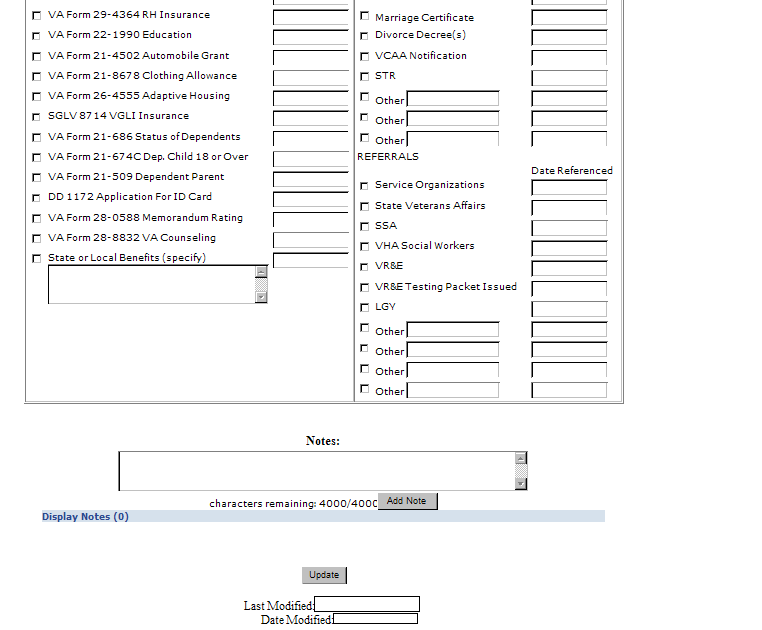 VA Form 29-4364 RH Insurance
VA Form 22-1990 Education
VA Form 21-4502 Automobile Grant
VA Form 21-8678 Clothing Allowance
VA Form 26-4555 Adaptive Housing
SGLV 8714 VGLI Insurance
VA Form 21-686 Status of Dependents
VA Form 21-674C Dep. Child 18 or Over
VA Form 21-509 Dependent Parent
DD 1172 Application For ID Card
VA Form 28-0588 Memorandum Rating
VA Form 28-8832 VA Counseling
State or Local Benefits (specify)
Marriage Certificate
Divorce Decree(s)
VCAA Notification
STR
Other
Other
Other
REFERRALS
Date Referenced
Service Organizations
State Veterans Affairs
SSA
VHA Social Workers
VR&E
VR&E Testing Packet Issued
LGY
Other
Other
Other
Other
Notes:
characters remaining: 4000/4000 Add Note
Display Notes (0)
Update
Last Modified:
Date Modified: